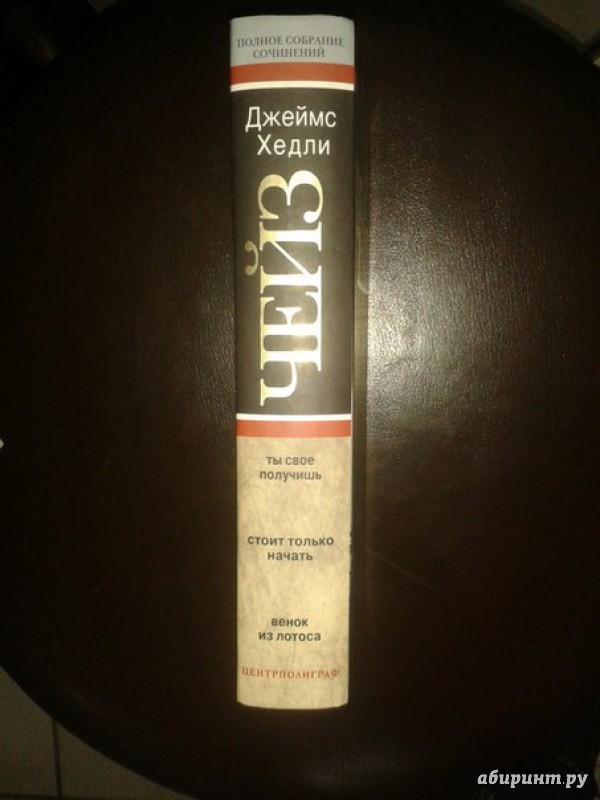 ПОЛНОЕ СОБРАНИЕ
СОЧИНЕНИЙ
Джеймс
Хедли
ЧЕЙЗ
ты свое
получишь
стоит только
начать
венок
из лотоса
ЦЕНТРПОЛИГРАФ
абиринт.ру